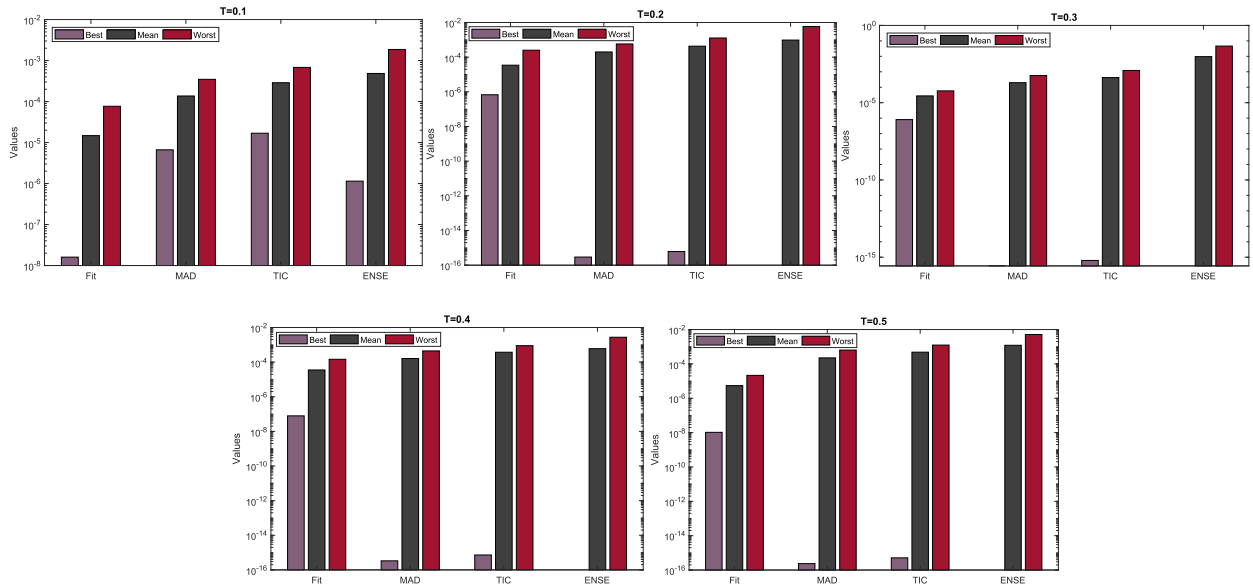 T=0.1
10^-2
10^-3
10^-4
10^-5
10^-6
10^-7
10^-8
Values
Best Mean Worst
Fit MAD TIC ENSE
T=0.2
10^-2
10^-4
10^-6
10^-8
10^-10
10^-12
10^-14
10^-16
Values
Best Mean Worst
Fit MAD TIC ENSE
T=0.3
10^0
10^-5
10^-10
10^-15
Values
Best Mean Worst
Fit MAD TIC ENSE
T=0.4
10^-2
10^-4
10^-6
10^-8
10^-10
10^-12
10^-14
10^-16
Values
Best Mean Worst
Fit MAD TIC ENSE
T=0.5
10^-2
10^-4
10^-6
10^-8
10^-10
10^-12
10^-14
10^-16
Values
Best Mean Worst
Fit MAD TIC ENSE